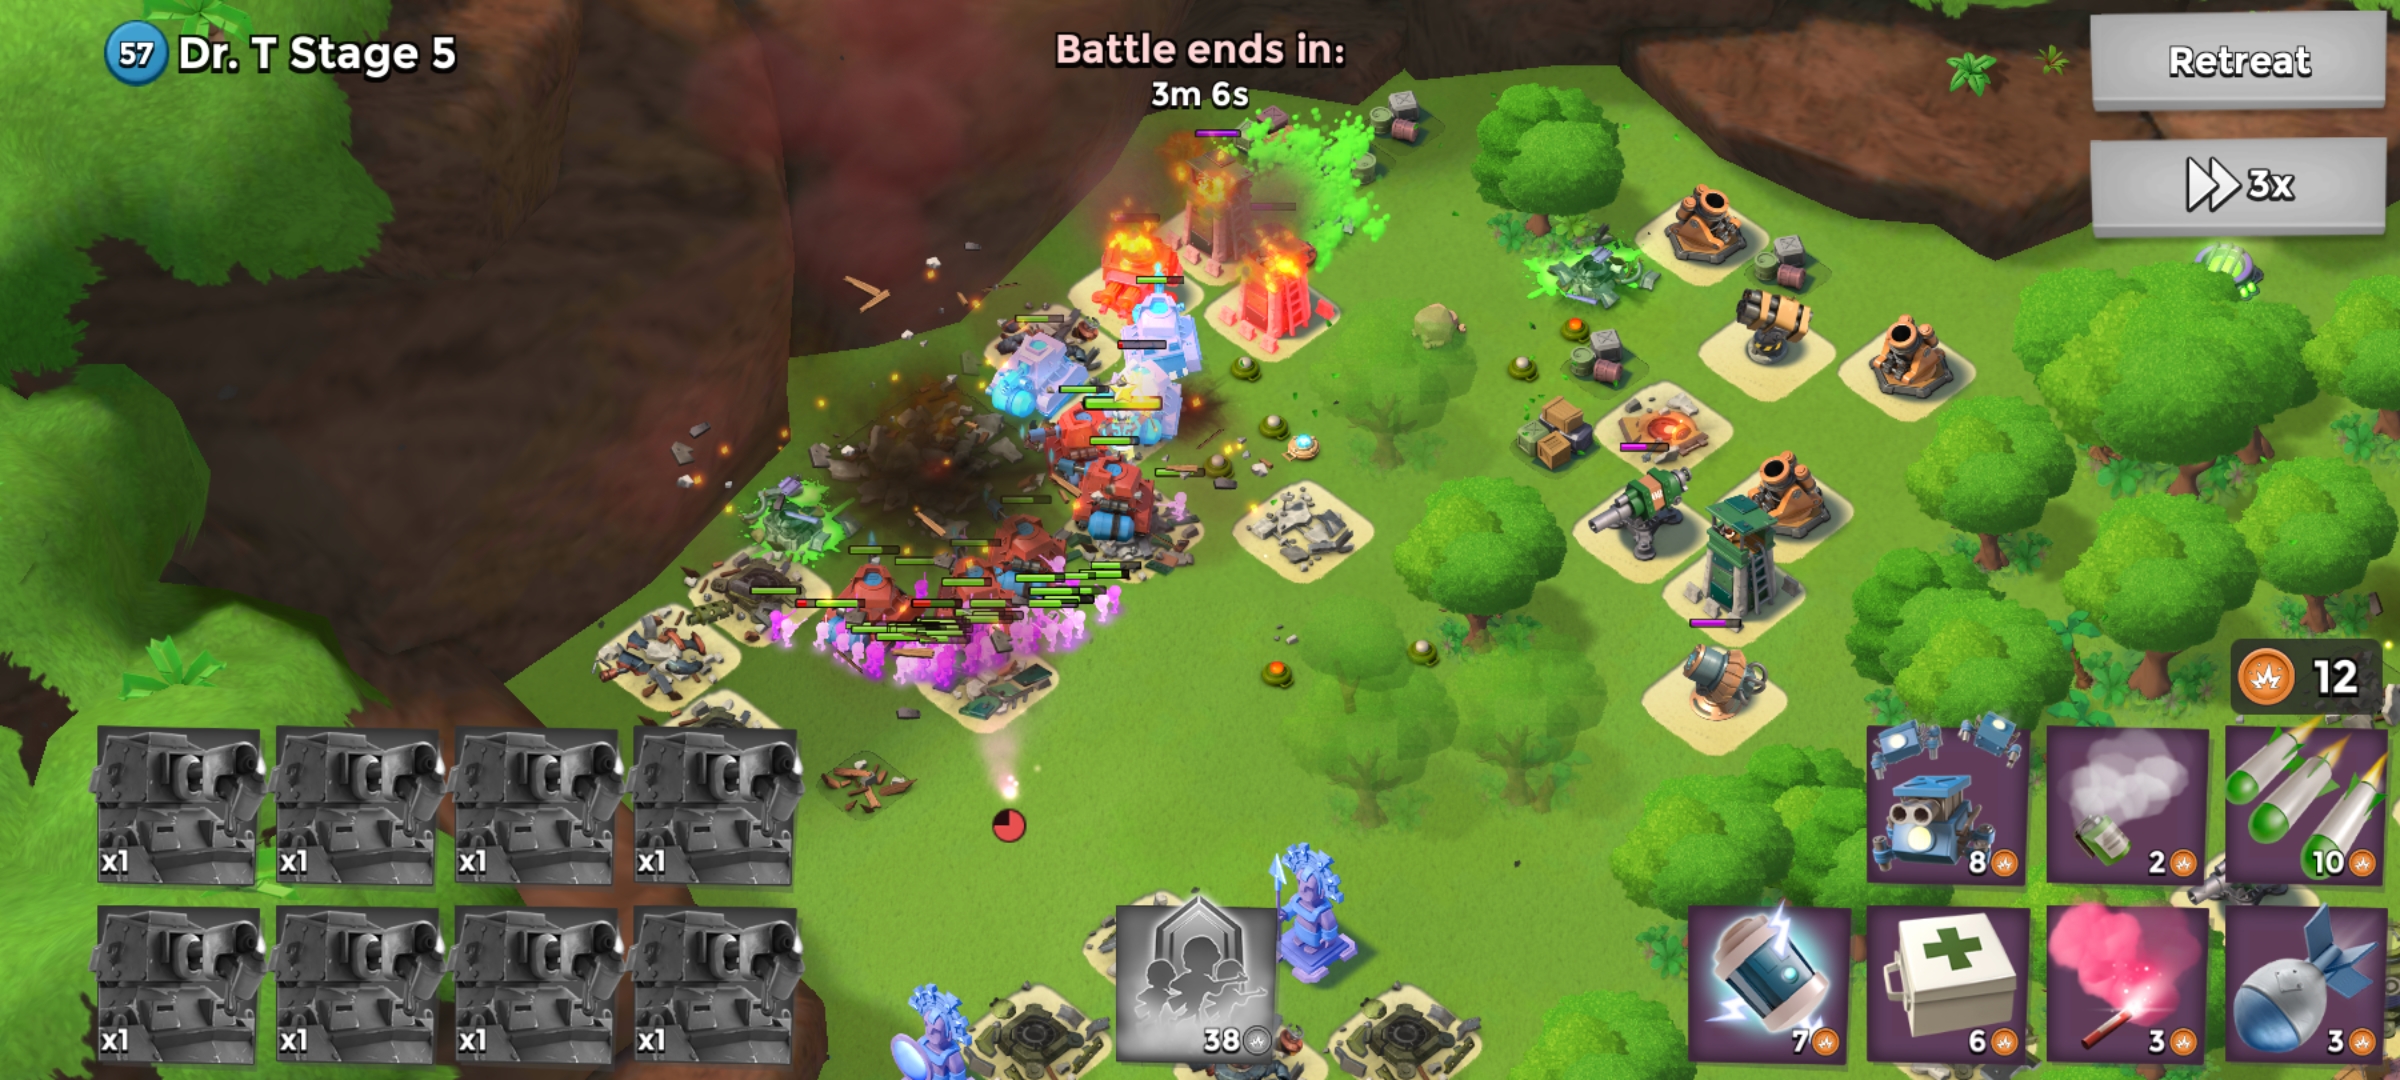 57 Dr. T Stage 5
Battle ends in:
3m 6s
Retreat
3x
12
x1 x1 x1 x1
8 2 10
x1 x1 x1 x1
38
7 6 3 3